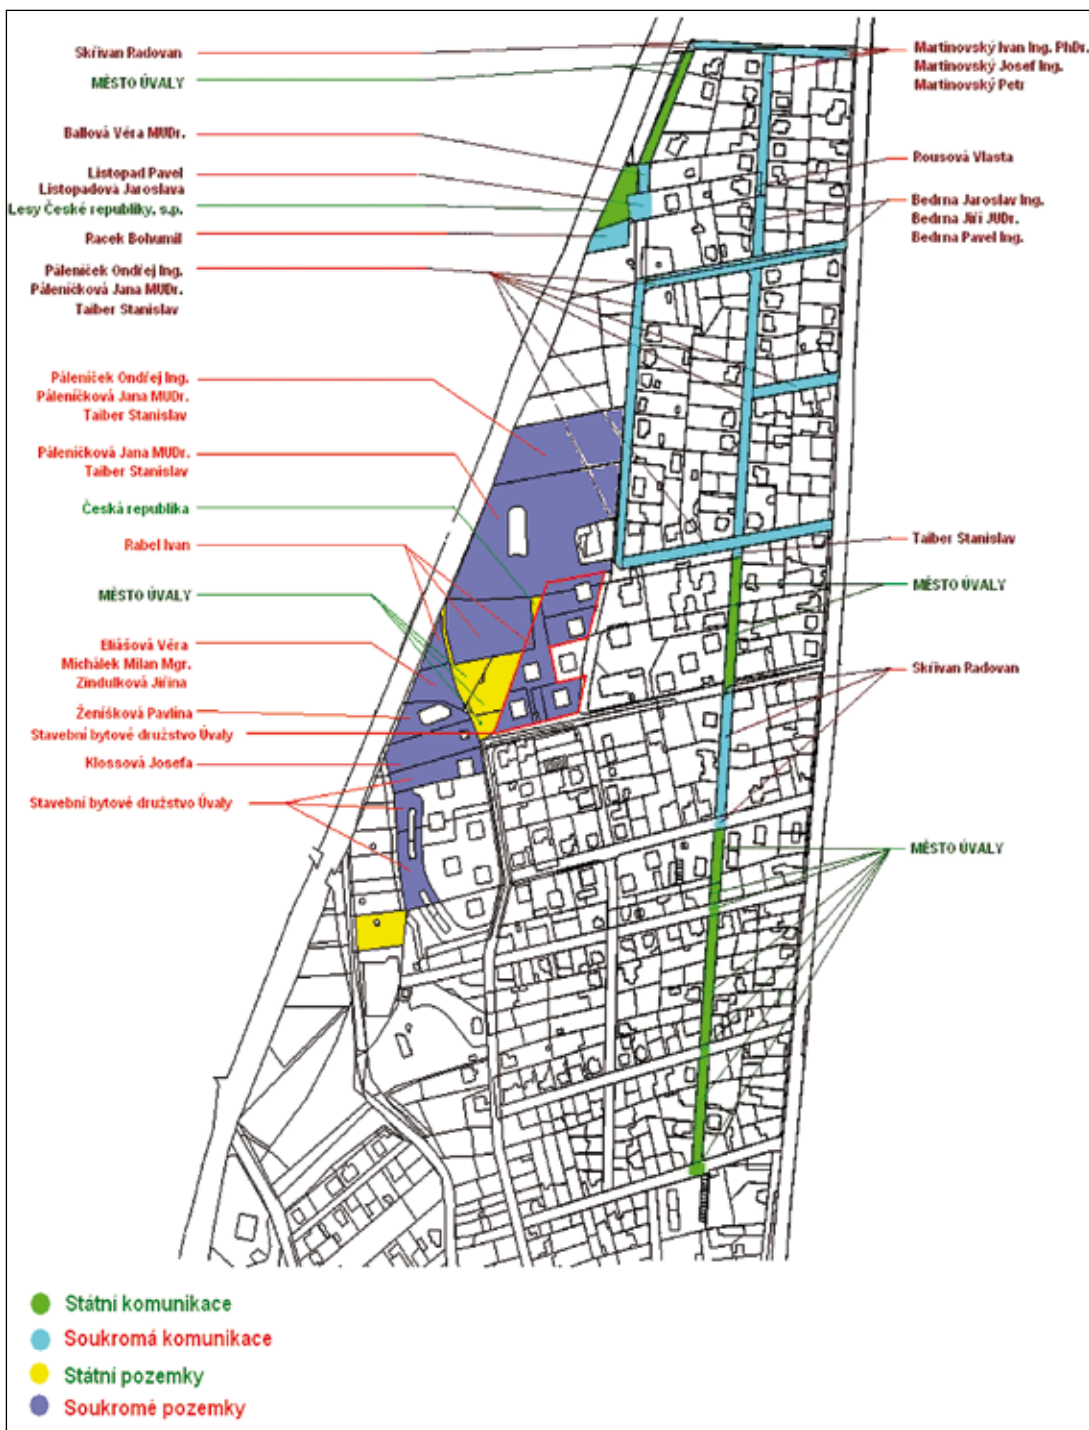 Skřivan Radovan
MĚSTO ÚVALY
Ballová Věra MUDr.
Listopad Pavel
Listopadová Jaroslava
Lesy České republiky, s.p.
Racek Bohumil
Páleníček Ondřej Ing.
Páleníčková Jana MUDr.
Taiber Stanislav
Páleníček Ondřej Ing.
Páleníčková Jana MUDr.
Taiber Stanislav
Páleníčková Jana MUDr.
Taiber Stanislav
Česká republika
Rabel Ivan
MĚSTO ÚVALY
Eliášová Věra
Michálek Milan Mgr.
Zindulková Jiřina
Ženíšková Pavlína
Stavební bytové družstvo Úvaly
Klossová Josefa
Stavební bytové družstvo Úvaly
Martinovský Ivan Ing. PhDr.
Martinovský Josef Ing.
Martinovský Petr
Rousová Vlasta
Bedrna Jaroslav Ing.
Bedrna Jiří JUDr.
Bedrna Pavel Ing.
Taiber Stanislav
MĚSTO ÚVALY
Skřivan Radovan
MĚSTO ÚVALY
Státní komunikace
Soukromá komunikace
Státní pozemky
Soukromé pozemky